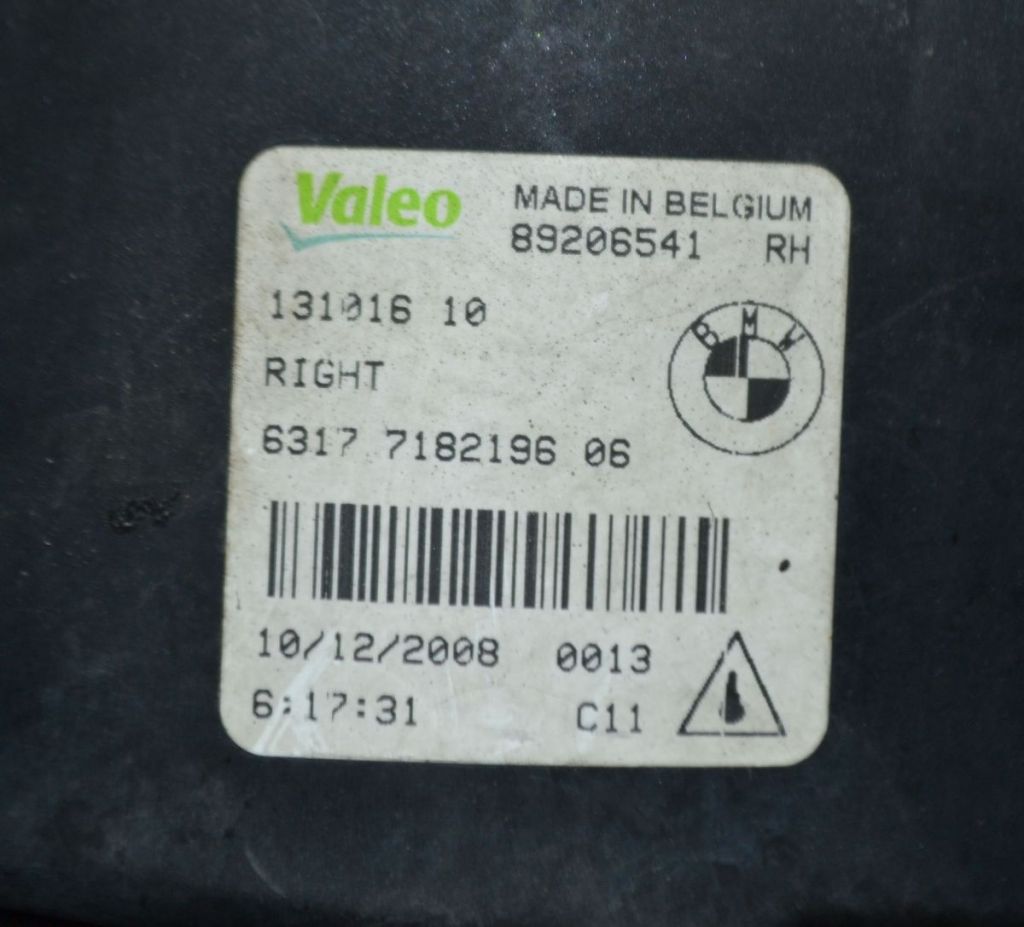 Valeo
MADE IN BELGIUM
89206541 RH
131016 10
BMW
RIGHT
6317 7182196 06
10/12/2008 0013
6:17:31 C11